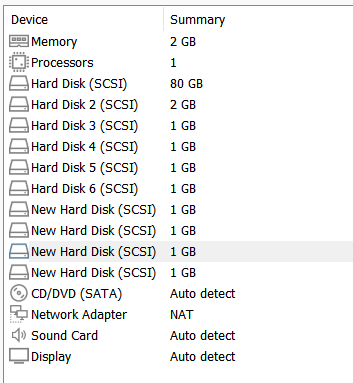 Device Summary
Memory 2 GB
Processors 1
Hard Disk (SCSI) 80 GB
Hard Disk 2 (SCSI) 2 GB
Hard Disk 3 (SCSI) 1 GB
Hard Disk 4 (SCSI) 1 GB
Hard Disk 5 (SCSI) 1 GB
Hard Disk 6 (SCSI) 1 GB
New Hard Disk (SCSI) 1 GB
New Hard Disk (SCSI) 1 GB
New Hard Disk (SCSI) 1 GB
New Hard Disk (SCSI) 1 GB
CD/DVD (SATA) Auto detect
Network Adapter NAT
Sound Card Auto detect
Display Auto detect